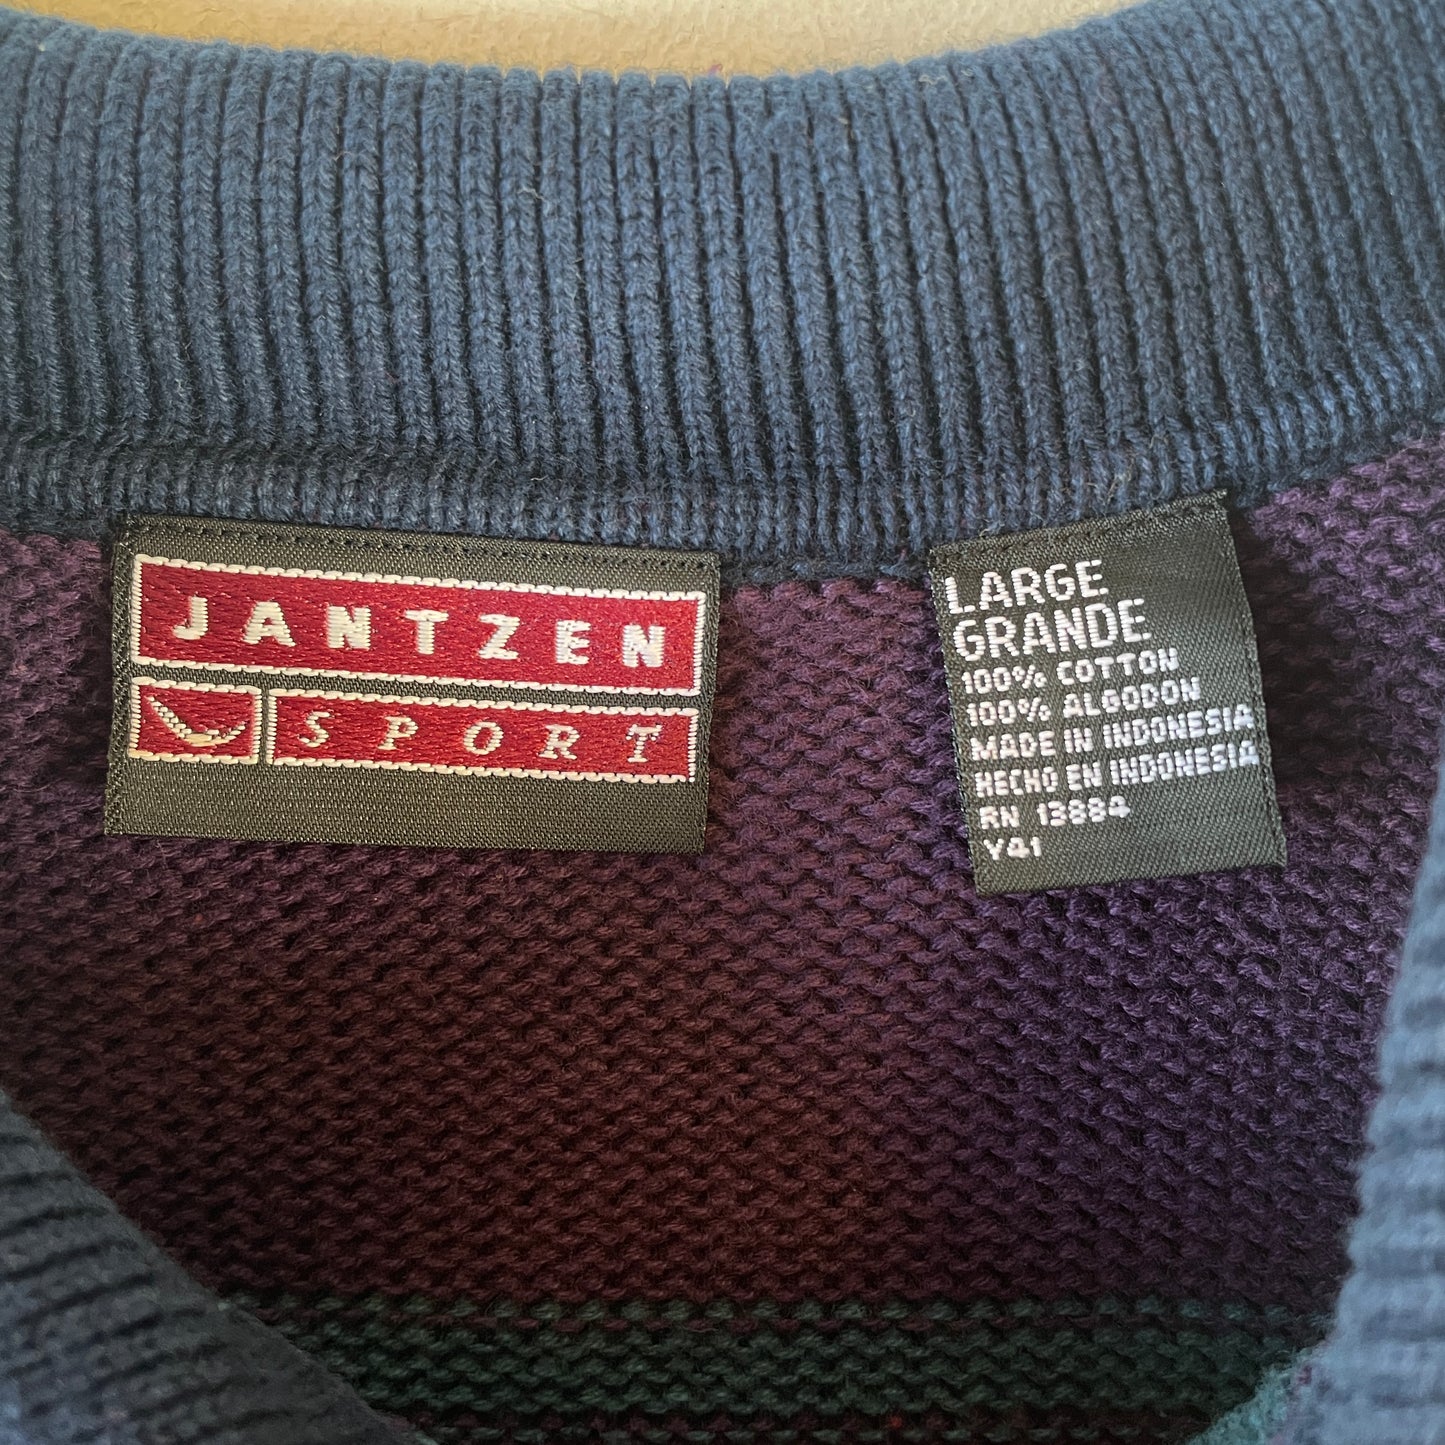 JANTZEN
SPORT
LARGE
GRANDE
100% COTTON
100% ALGODON
MADE IN INDONESIA
HECHO EN INDONESIA
RN 13884
Y41